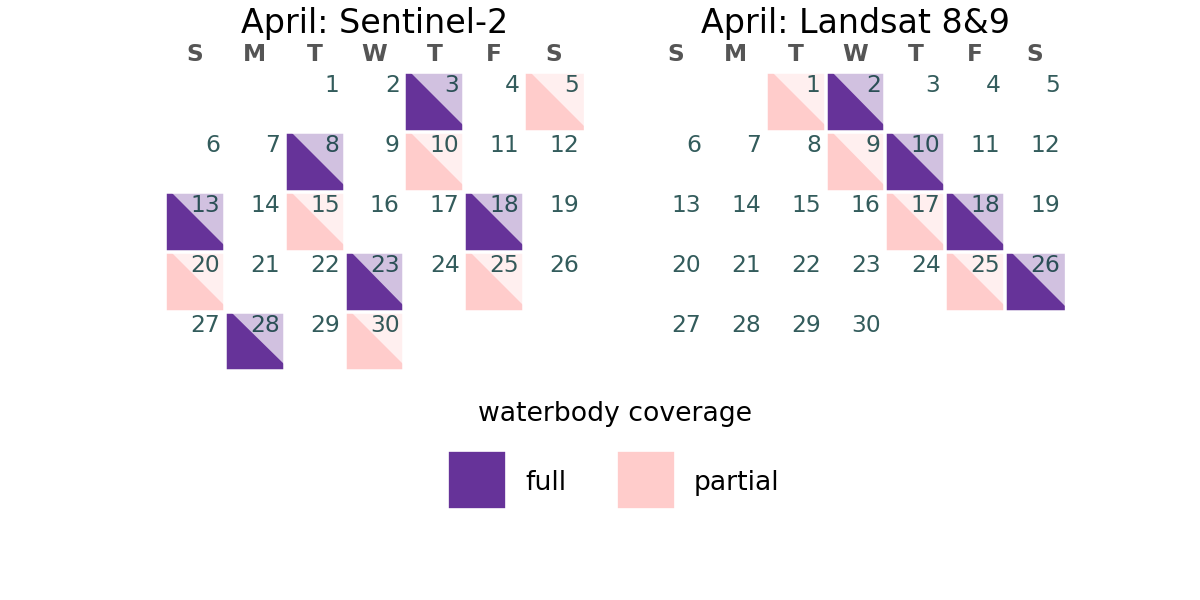 April: Sentinel-2
S M T W T F S
1 2 3 4 5
6 7 8 9 10 11 12
13 14 15 16 17 18 19
20 21 22 23 24 25 26
27 28 29 30
April: Landsat 8&9
S M T W T F S
1 2 3 4 5
6 7 8 9 10 11 12
13 14 15 16 17 18 19
20 21 22 23 24 25 26
27 28 29 30
waterbody coverage
full partial